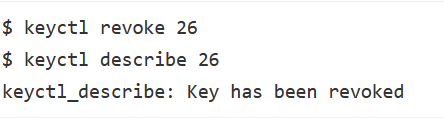 $ keyctl revoke 26
$ keyctl describe 26
keyctl_describe: Key has been revoked